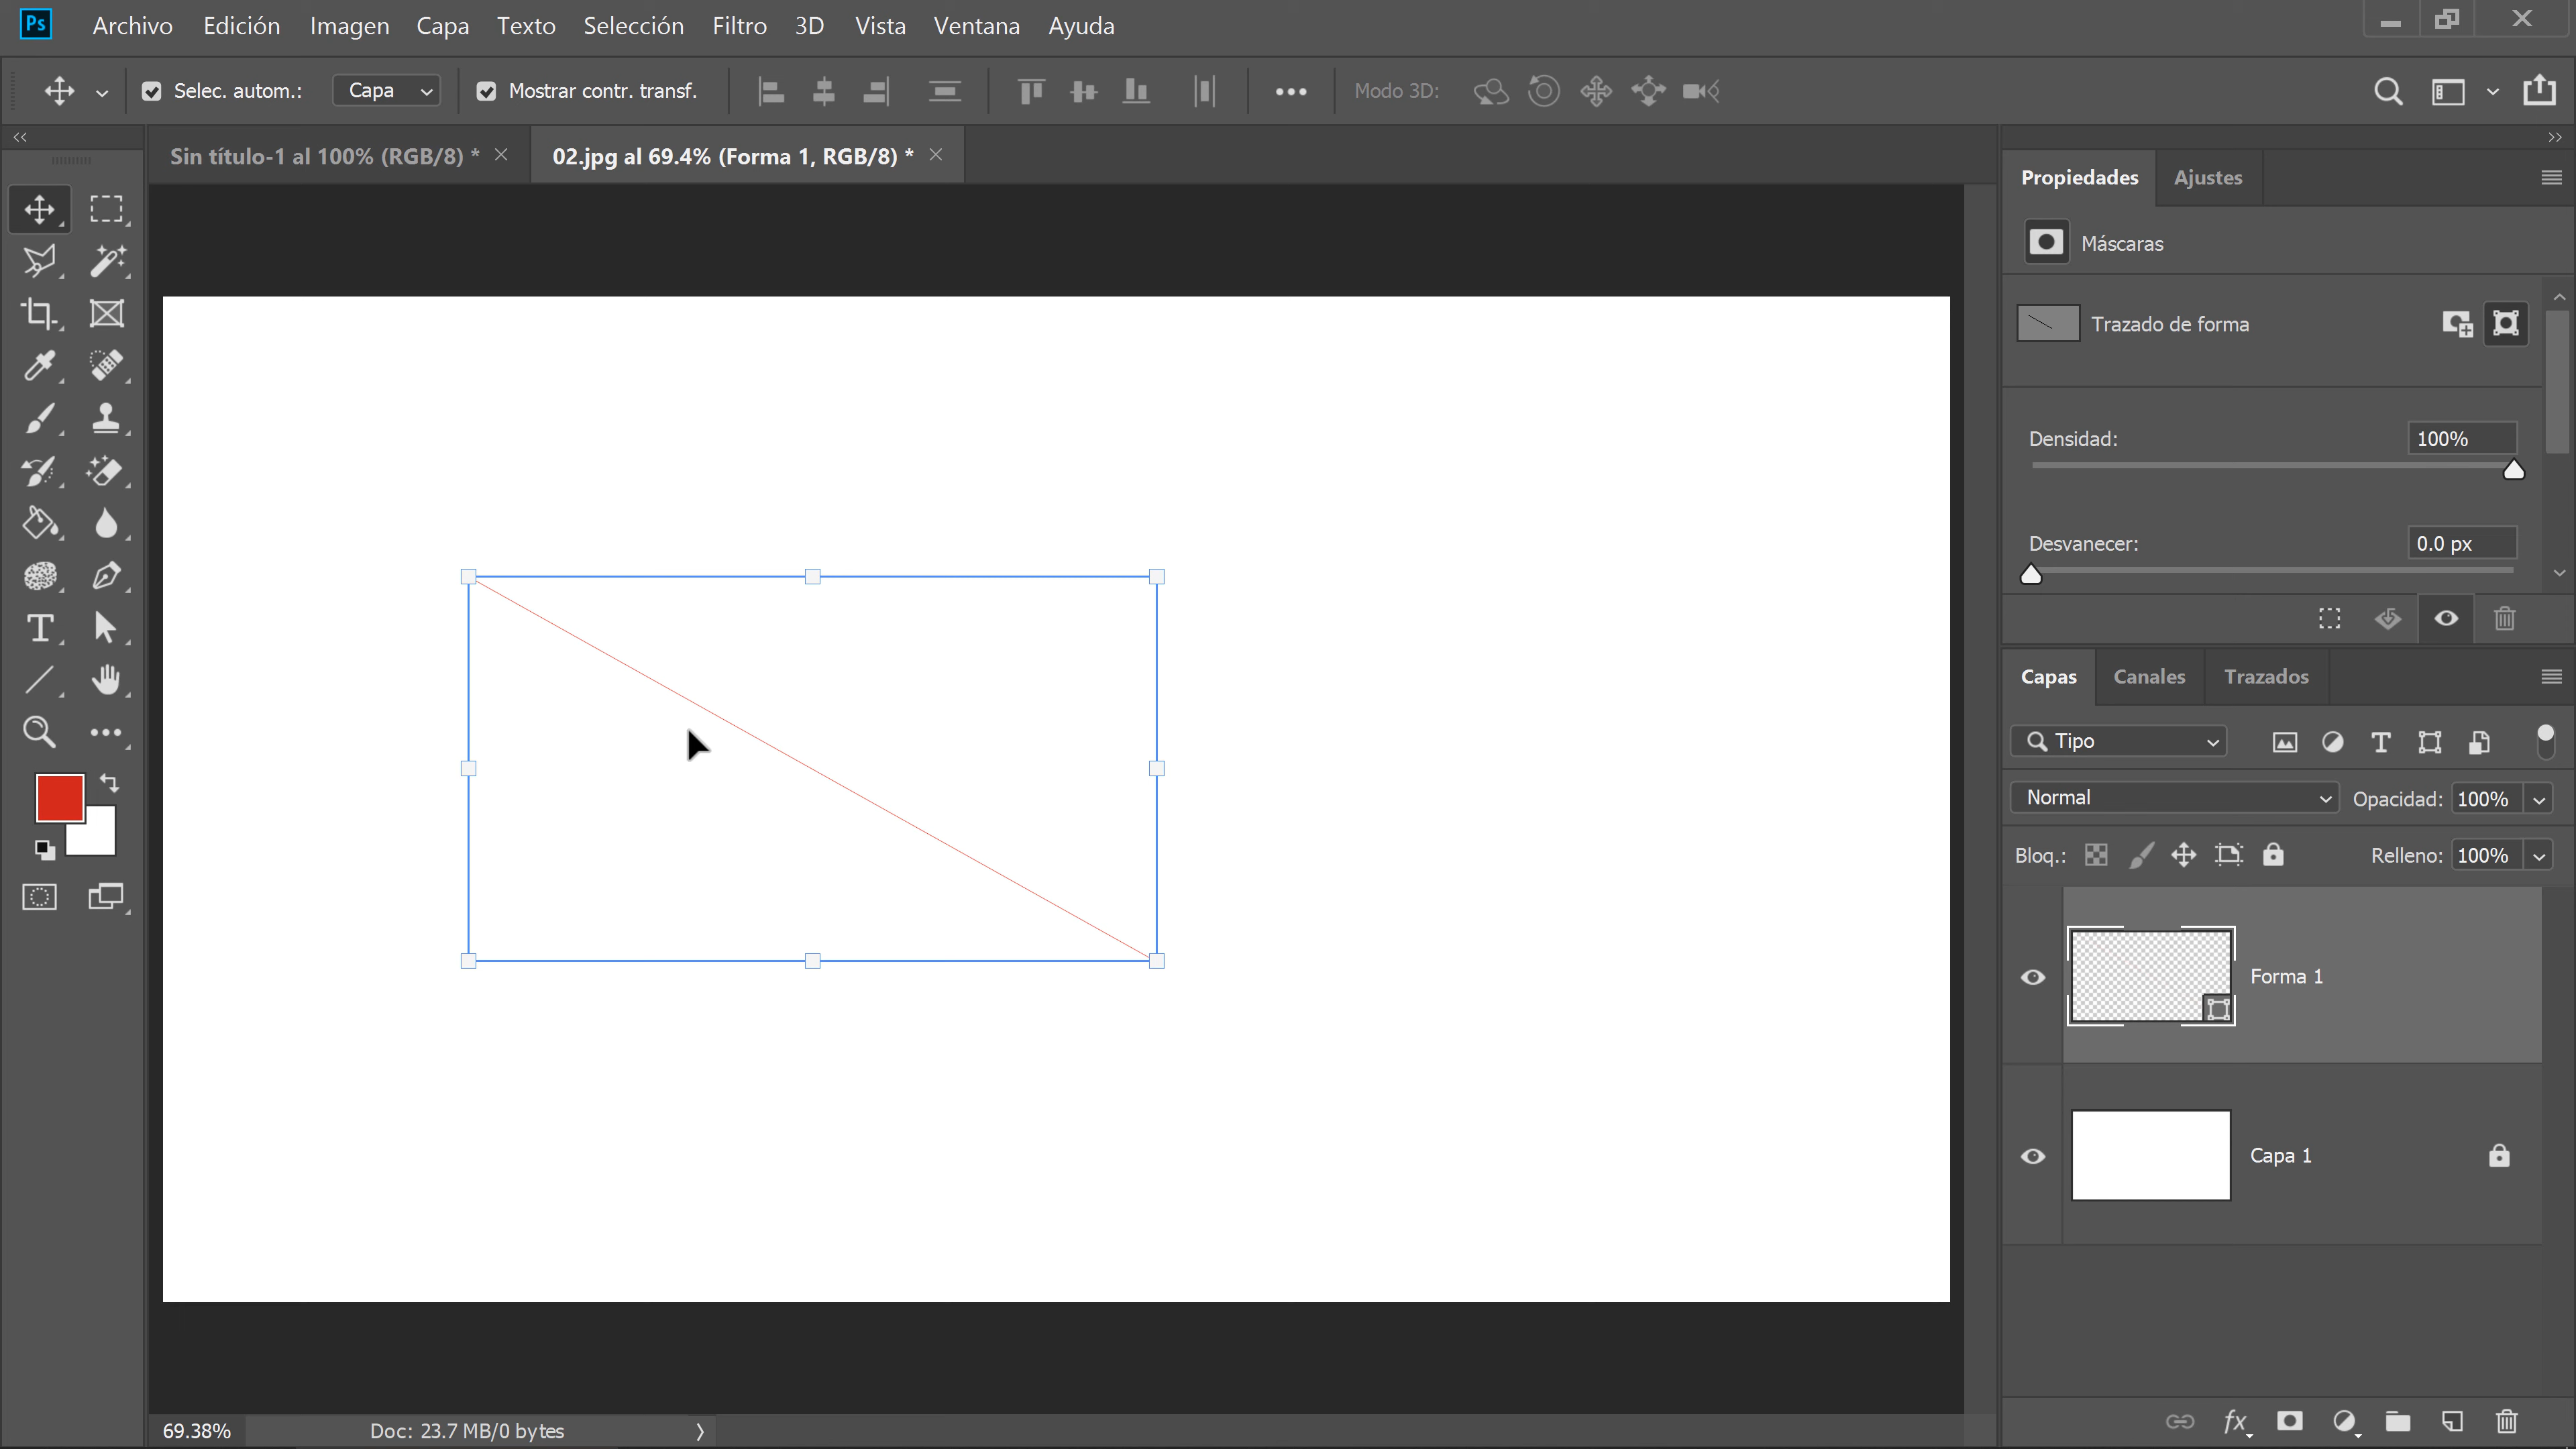 Ps Archivo Edición Imagen Capa Texto Selección Filtro 3D Vista Ventana Ayuda
Selec. autom.: Capa Mostrar contr. transf. Modo 3D:
Sin título-1 al 100% (RGB/8) * 02.jpg al 69.4% (Forma 1, RGB/8) *
Propiedades Ajustes
Máscaras
Trazado de forma
Densidad: 100%
Desvanecer: 0.0 px
Capas Canales Trazados
Tipo
Normal Opacidad: 100%
Bloq.: Relleno: 100%
Forma 1
Capa 1
69.38% Doc: 23.7 MB/0 bytes
fx